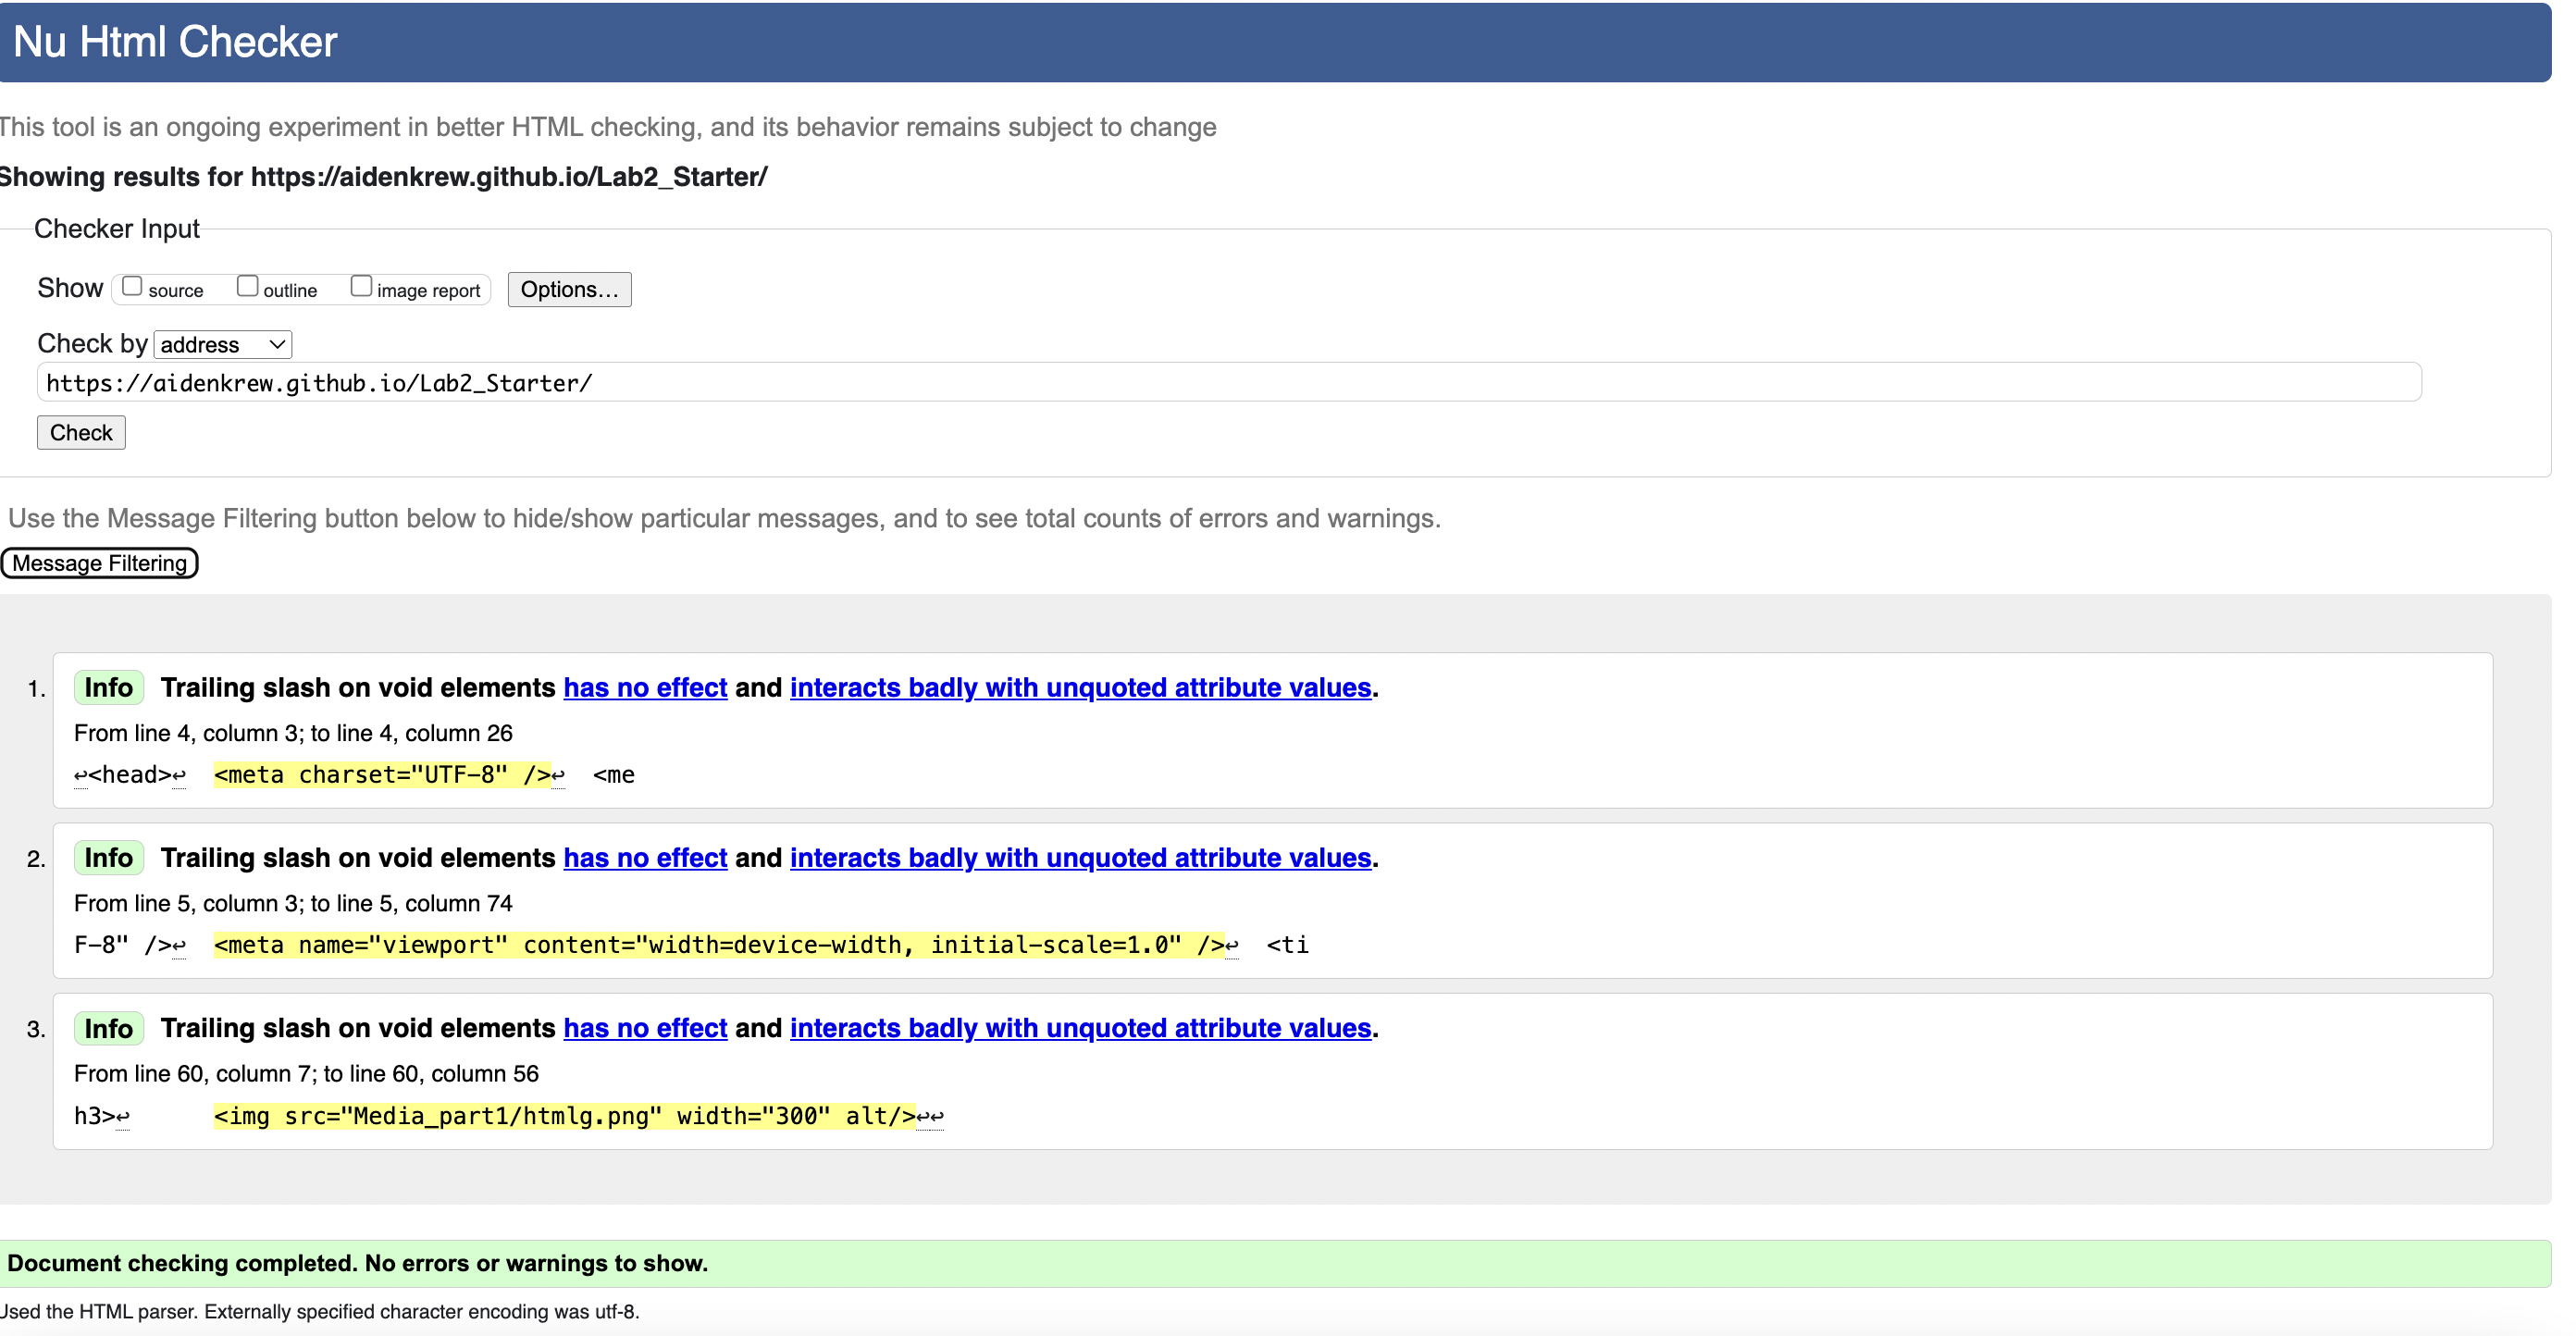 Nu Html Checker
This tool is an ongoing experiment in better HTML checking, and its behavior remains subject to change
Showing results for https://aidenkrew.github.io/Lab2_Starter/
Checker Input
Show source outline image report Options...
Check by address
https://aidenkrew.github.io/Lab2_Starter/
Check
Use the Message Filtering button below to hide/show particular messages, and to see total counts of errors and warnings.
Message Filtering
1. Info Trailing slash on void elements has no effect and interacts badly with unquoted attribute values.
From line 4, column 3; to line 4, column 26
↩<head>↩  <meta charset="UTF-8" />↩  <me
2. Info Trailing slash on void elements has no effect and interacts badly with unquoted attribute values.
From line 5, column 3; to line 5, column 74
F-8" />↩  <meta name="viewport" content="width=device-width, initial-scale=1.0" />↩  <ti
3. Info Trailing slash on void elements has no effect and interacts badly with unquoted attribute values.
From line 60, column 7; to line 60, column 56
h3>↩      <img src="Media_part1/htmlg.png" width="300" alt/>↩↩
Document checking completed. No errors or warnings to show.
Used the HTML parser. Externally specified character encoding was utf-8.